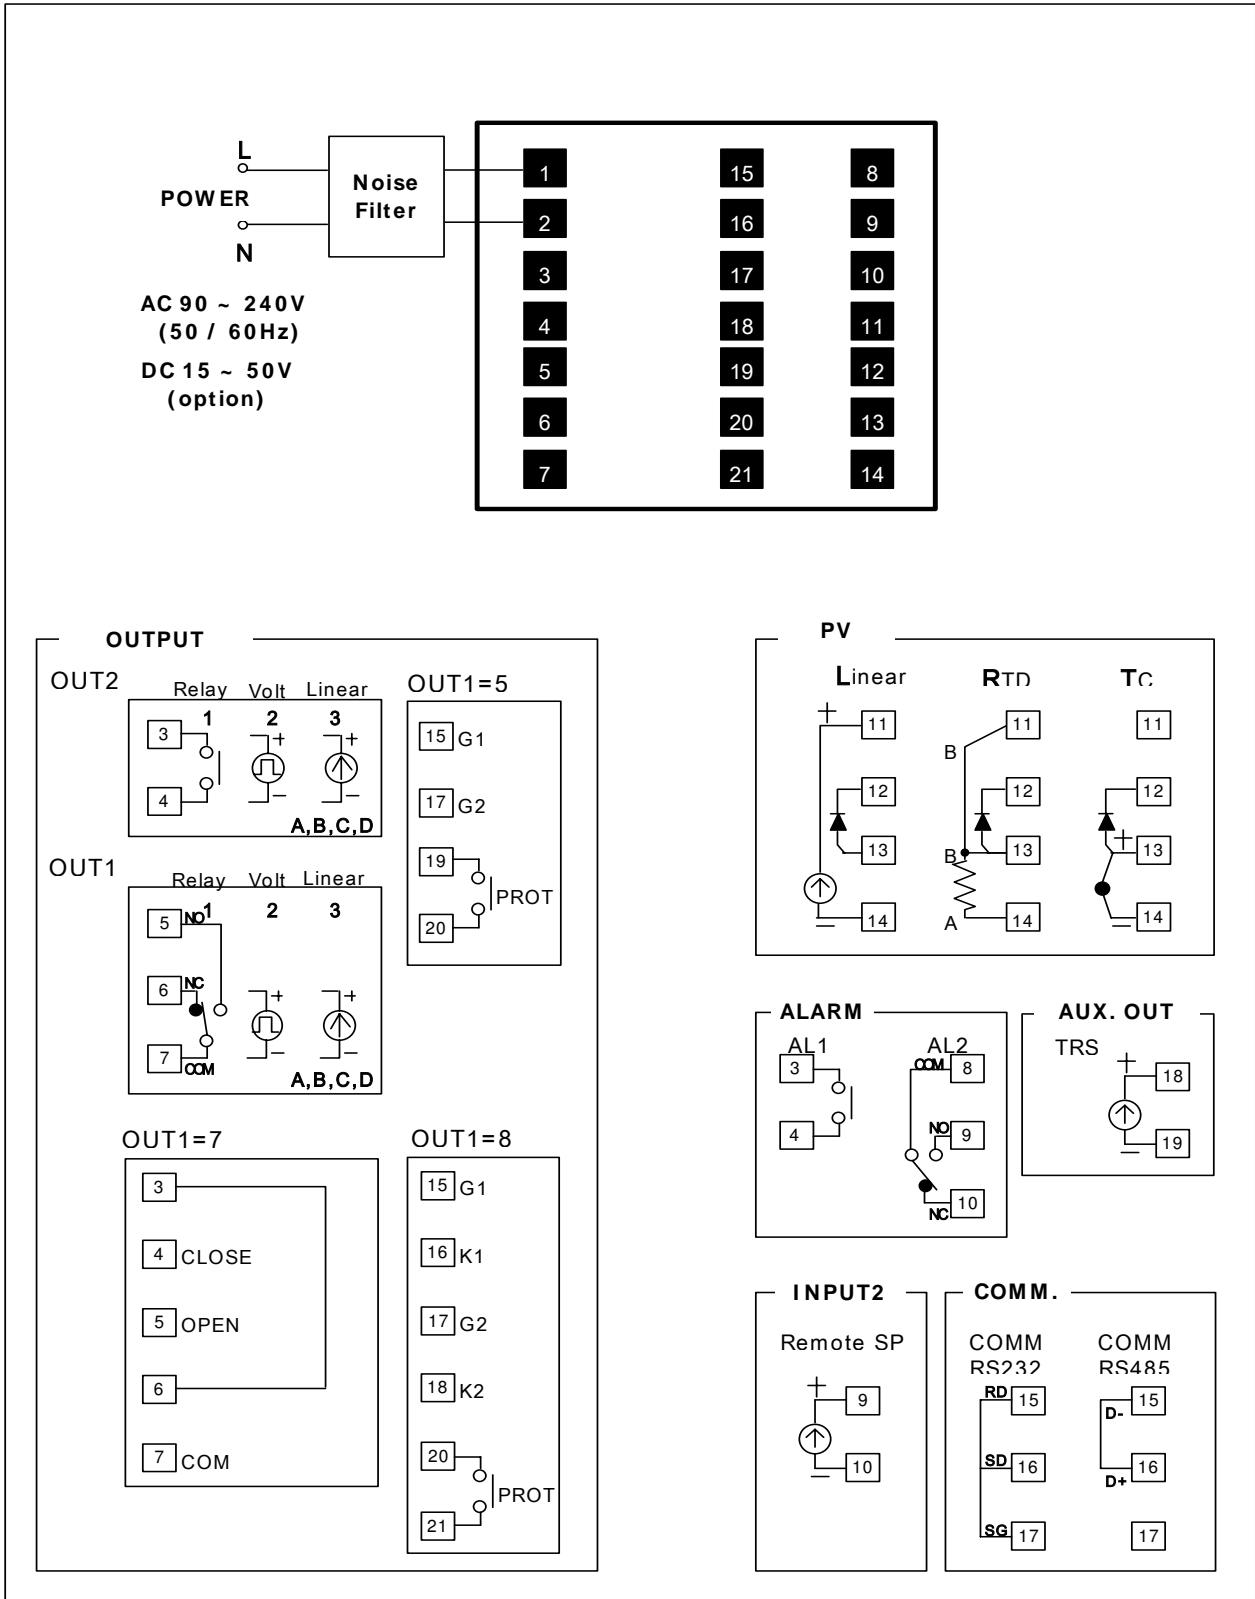 L
POWER
N
Noise
Filter
AC 90 ~ 240V
(50 / 60Hz)
DC 15 ~ 50V
(option)
1 15 8
2 16 9
3 17 10
4 18 11
5 19 12
6 20 13
7 21 14
OUTPUT
OUT2
Relay Volt Linear
1 2 3
3
4
+ +
− −
A,B,C,D
OUT1
Relay Volt Linear
1 2 3
5 NO
6 NC
7 COM
+ +
− −
A,B,C,D
OUT1=5
15 G1
17 G2
19
PROT
20
OUT1=7
3
4 CLOSE
5 OPEN
6
7 COM
OUT1=8
15 G1
16 K1
17 G2
18 K2
20
PROT
21
PV
Linear RTD TC
+ 11 B 11 11
12 12 12
13 B 13 + 13
− 14 A 14 − 14
ALARM
AL1 AL2
3 COM 8
4 NO 9
NC 10
AUX. OUT
TRS
+ 18
− 19
INPUT2
Remote SP
+ 9
− 10
COMM.
COMM COMM
RS232 RS485
RD 15 D- 15
SD 16 D+ 16
SG 17 17